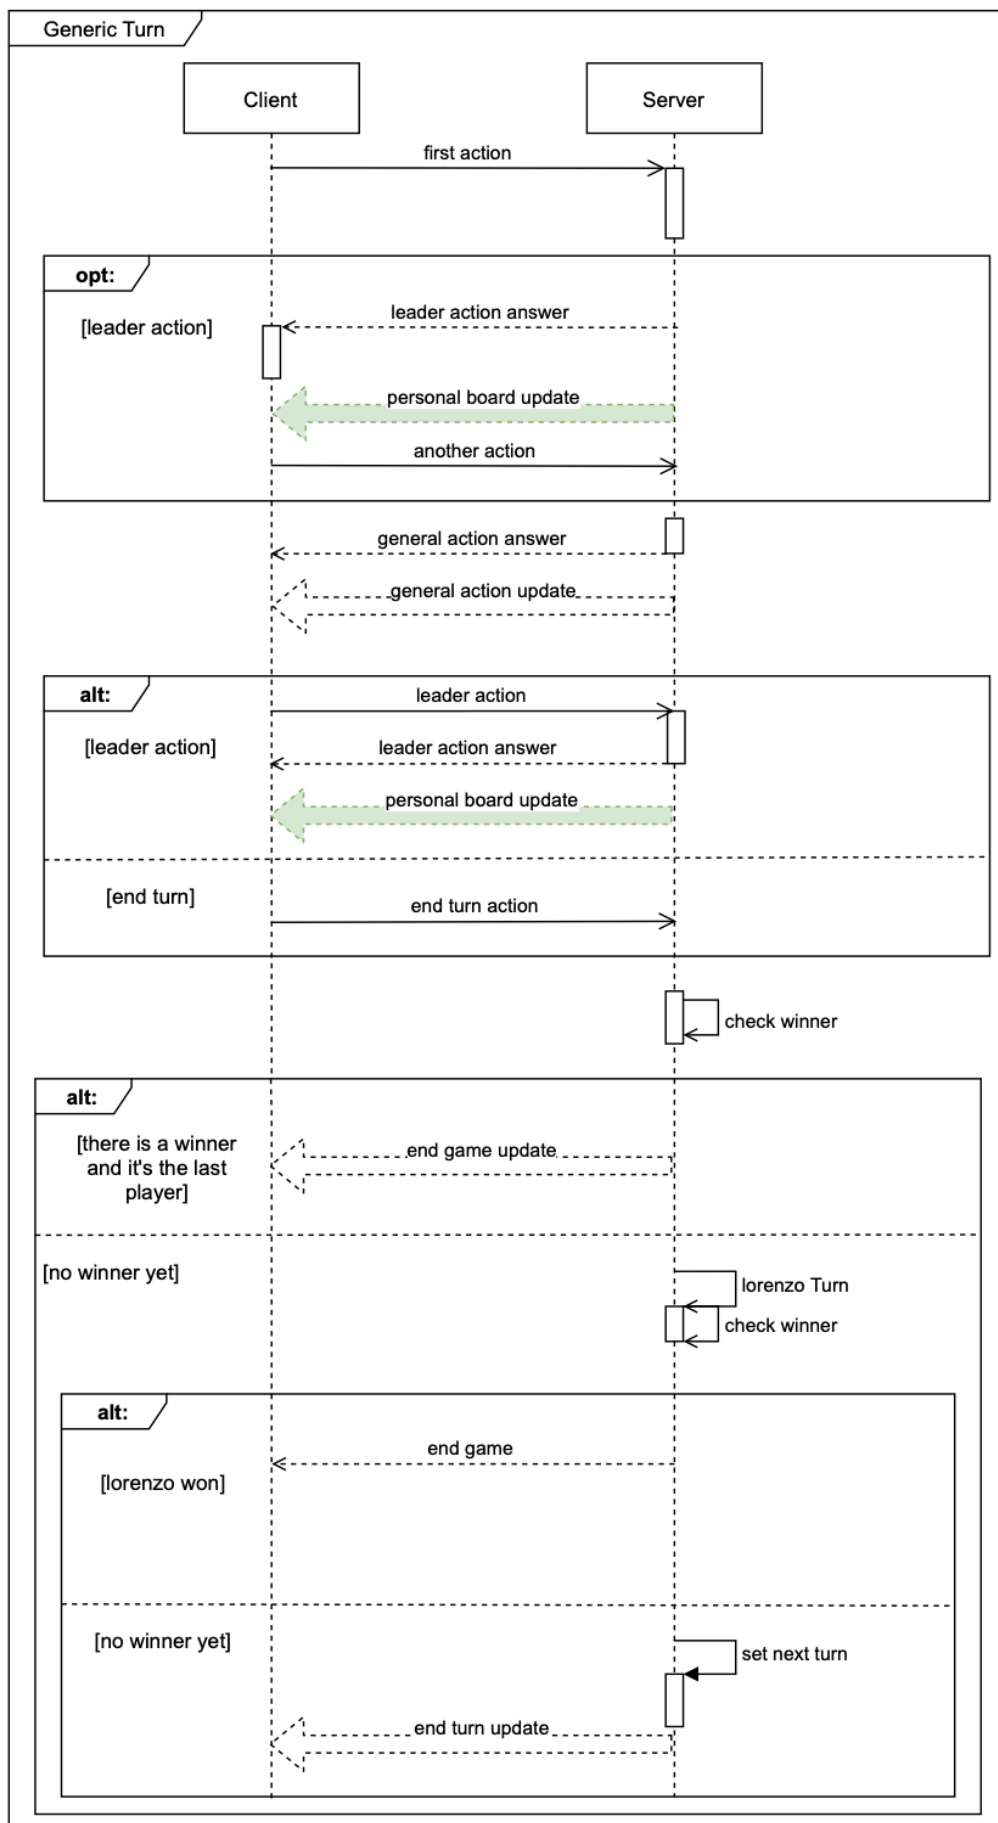 Generic Turn
Client
Server
first action
opt:
leader action answer
[leader action]
personal board update
another action
general action answer
general action update
alt:
leader action
[leader action]
leader action answer
personal board update
[end turn]
end turn action
check winner
alt:
[there is a winner
and it's the last
player]
end game update
[no winner yet]
lorenzo Turn
check winner
alt:
end game
[lorenzo won]
[no winner yet]
set next turn
end turn update